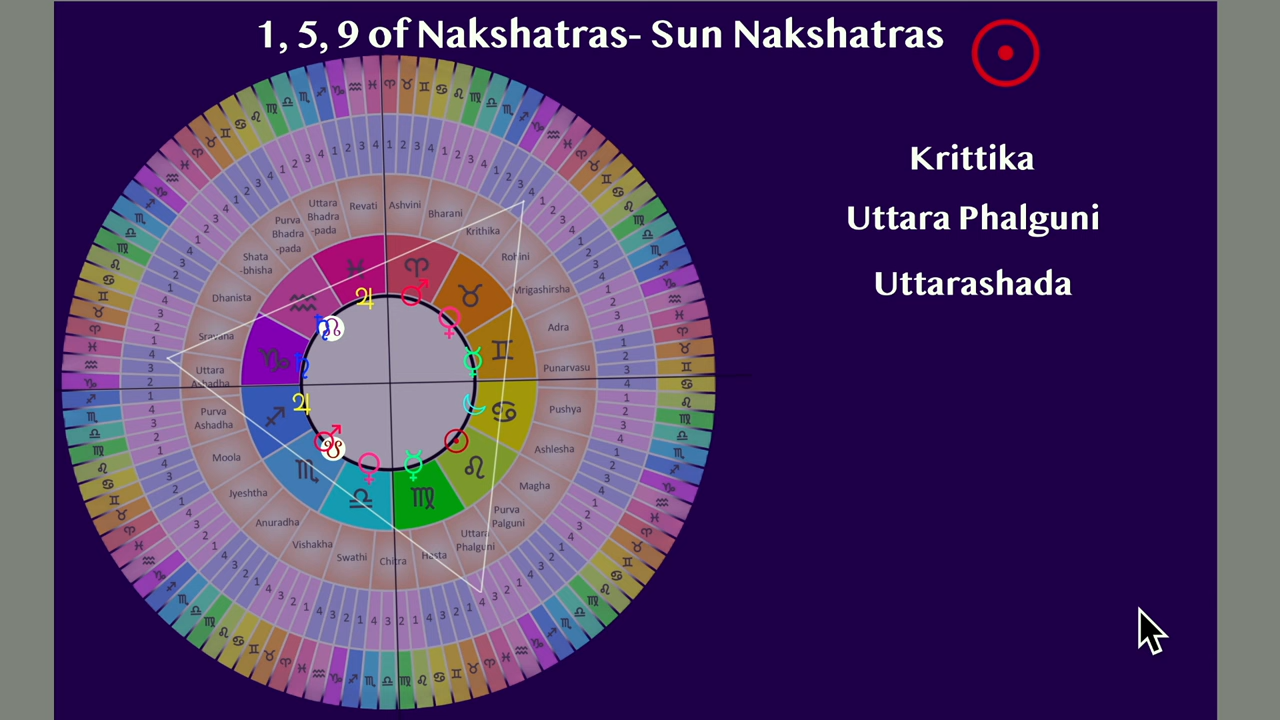 1, 5, 9 of Nakshatras- Sun Nakshatras
Krittika
Uttara Phalguni
Uttarashada
Ashvini
Bharani
Krithika
Rohini
Mrigashirsha
Adra
Punarvasu
Pushya
Ashlesha
Magha
Purva
Palguni
Uttara
Phalguni
Hasta
Chitra
Swathi
Vishakha
Anuradha
Jyeshtha
Moola
Purva
Ashadha
Uttara
Ashadha
Sravana
Dhanista
Shata
-bhisha
Purva
Bhadra
-pada
Uttara
Bhadra
-pada
Revati